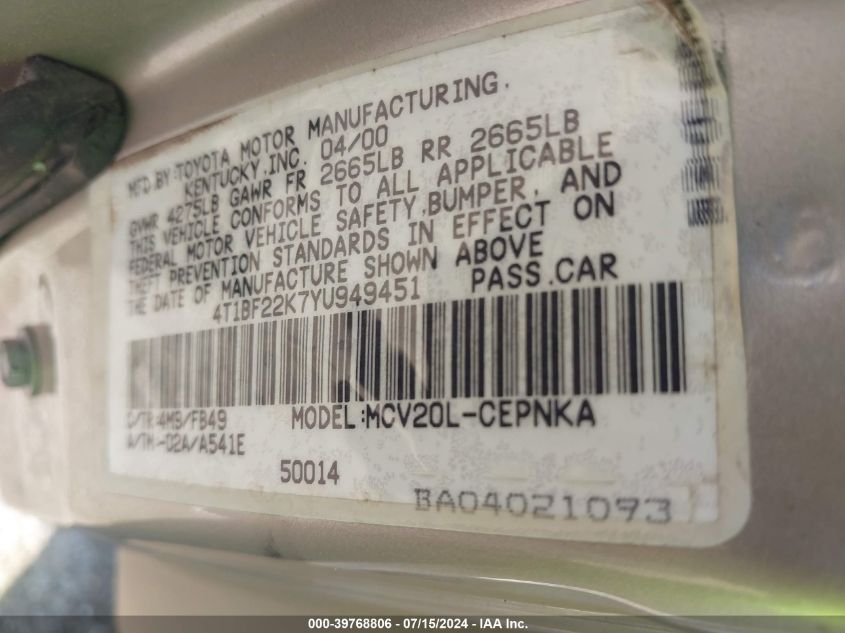 MFD.BY:TOYOTA MOTOR MANUFACTURING.
KENTUCKY,INC. 04/00
GVWR 4275LB GAWR FR 2665LB RR 2665LB
THIS VEHICLE CONFORMS TO ALL APPLICABLE
FEDERAL MOTOR VEHICLE SAFETY,BUMPER, AND
THEFT PREVENTION STANDARDS IN EFFECT ON
THE DATE OF MANUFACTURE SHOWN ABOVE
4T1BF22K7YU949451 PASS.CAR
C/TR:4M9/FB49 MODEL:MCV20L-CEPNKA
A/TM:-02A/A541E
50014
BA04021093
000-39768806 - 07/15/2024 - IAA Inc.